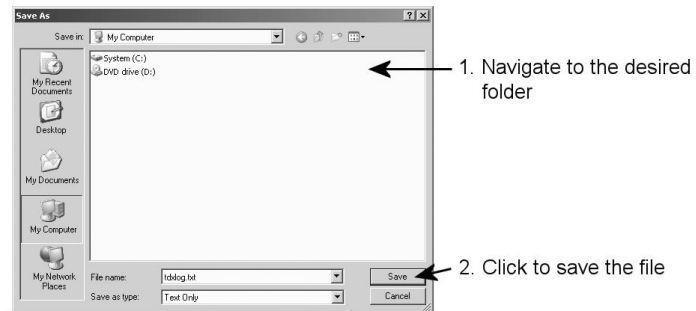 Save As
Save in:
My Computer
System (C:)
DVD drive (D:)
My Recent
Documents
Desktop
My Documents
My Computer
My Network
Places
File name:
tdxlog.txt
Save
Save as type:
Text Only
Cancel
1. Navigate to the desired
folder
2. Click to save the file